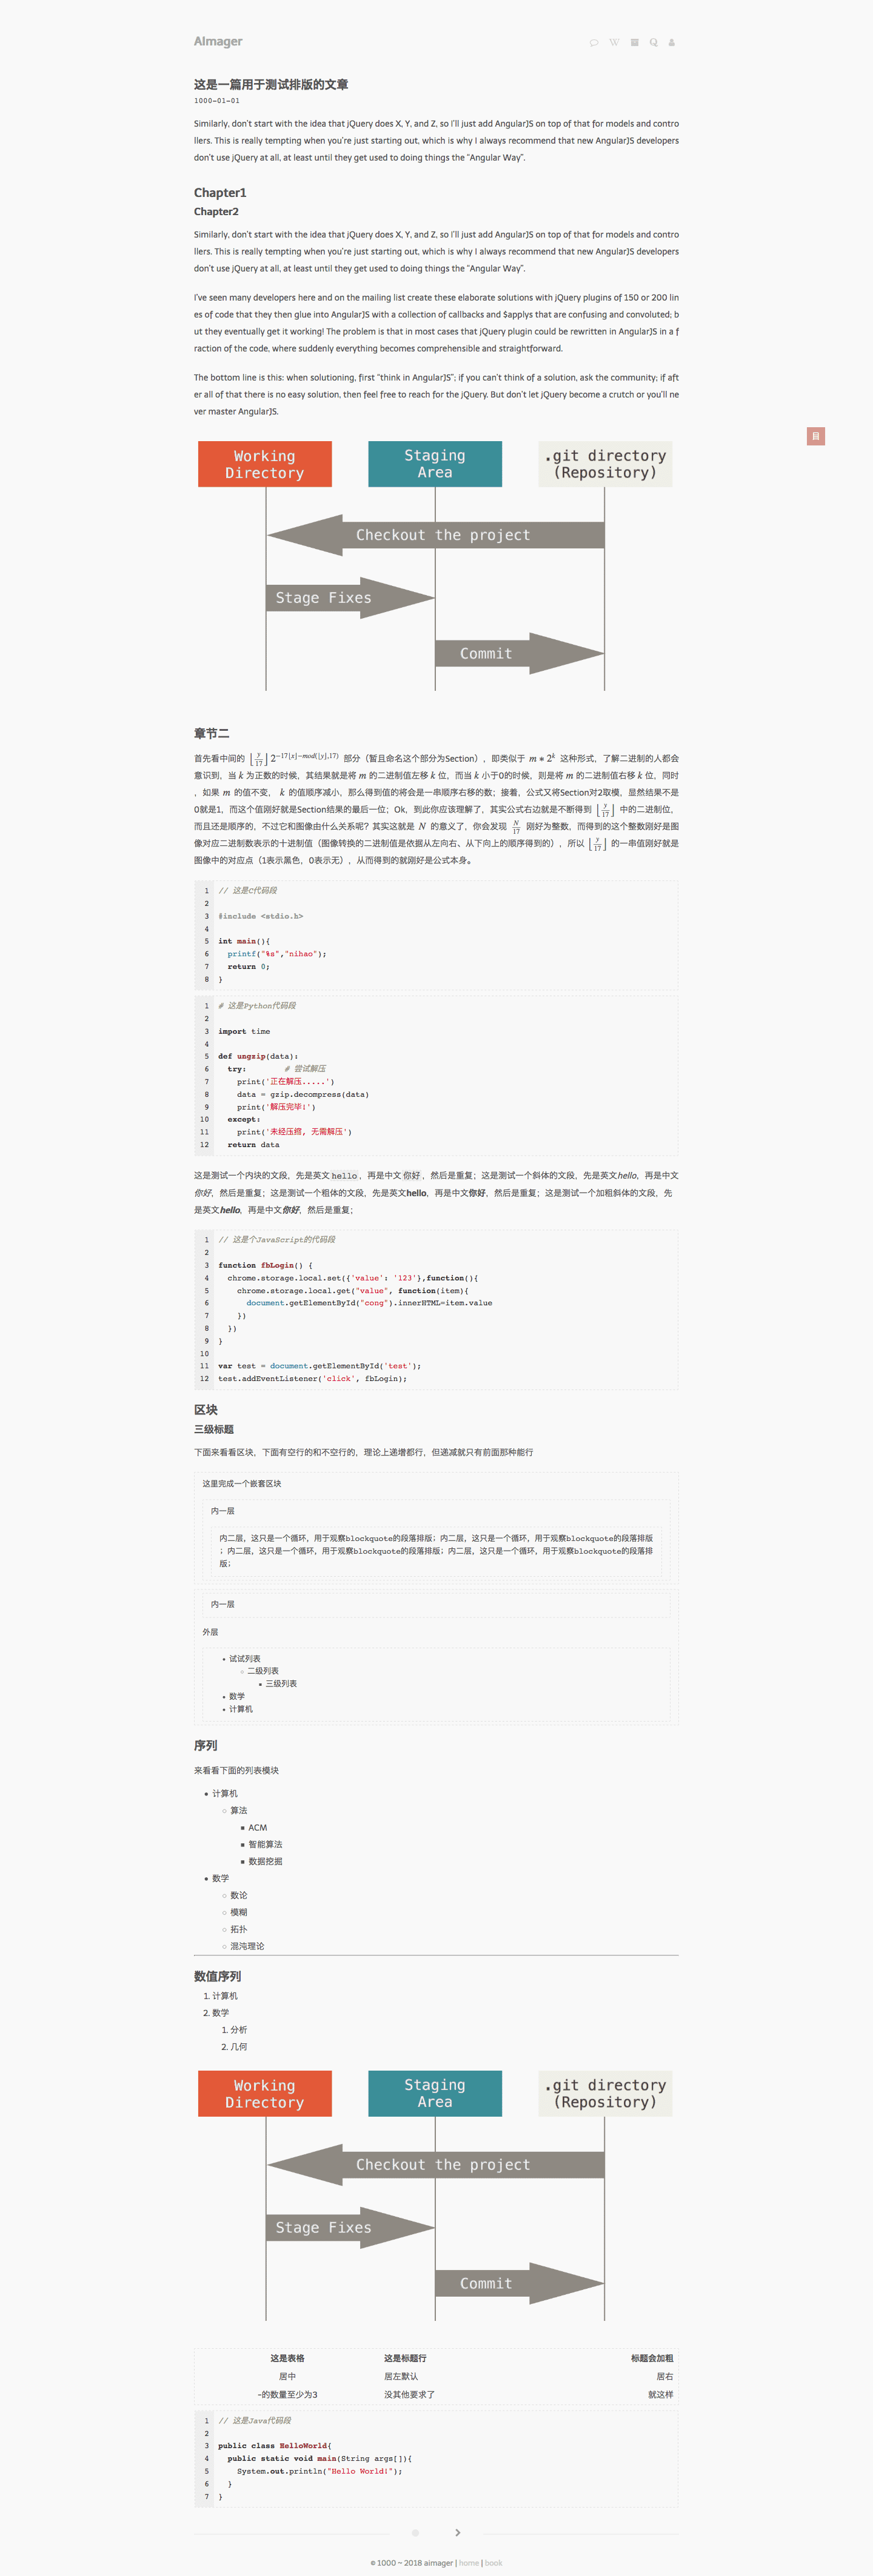 AImager
这是一篇用于测试排版的文章
1000-01-01
Similarly, don't start with the idea that jQuery does X, Y, and Z, so I'll just add AngularJS on top of that for models and contro
llers. This is really tempting when you're just starting out, which is why I always recommend that new AngularJS developers
don't use jQuery at all, at least until they get used to doing things the "Angular Way".
Chapter1
Chapter2
Similarly, don't start with the idea that jQuery does X, Y, and Z, so I'll just add AngularJS on top of that for models and contro
llers. This is really tempting when you're just starting out, which is why I always recommend that new AngularJS developers
don't use jQuery at all, at least until they get used to doing things the "Angular Way".
I've seen many developers here and on the mailing list create these elaborate solutions with jQuery plugins of 150 or 200 lin
es of code that they then glue into AngularJS with a collection of callbacks and $applys that are confusing and convoluted; b
ut they eventually get it working! The problem is that in most cases that jQuery plugin could be rewritten in AngularJS in a f
raction of the code, where suddenly everything becomes comprehensible and straightforward.
The bottom line is this: when solutioning, first "think in AngularJS"; if you can't think of a solution, ask the community; if aft
er all of that there is no easy solution, then feel free to reach for the jQuery. But don't let jQuery become a crutch or you'll ne
ver master AngularJS.
目
Working
Directory
Staging
Area
.git directory
(Repository)
Checkout the project
Stage Fixes
Commit
章节二
首先看中间的 ⌊y/17⌋ 2^(−17⌊x⌋−mod(⌊y⌋,17)) 部分（暂且命名这个部分为Section），即类似于 m ∗ 2^k 这种形式，了解二进制的人都会
意识到，当 k 为正数的时候，其结果就是将 m 的二进制值左移 k 位，而当 k 小于0的时候，则是将 m 的二进制值右移 k 位，同时
，如果 m 的值不变， k 的值顺序减小，那么得到值的将会是一串顺序右移的数；接着，公式又将Section对2取模，显然结果不是
0就是1，而这个值刚好就是Section结果的最后一位；Ok，到此你应该理解了，其实公式右边就是不断得到 ⌊y/17⌋ 中的二进制位，
而且还是顺序的，不过它和图像由什么关系呢？其实这就是 N 的意义了，你会发现 N/17 刚好为整数，而得到的这个整数刚好是图
像对应二进制数表示的十进制值（图像转换的二进制值是依据从左向右、从下向上的顺序得到的），所以 ⌊y/17⌋ 的一串值刚好就是
图像中的对应点（1表示黑色，0表示无），从而得到的就刚好是公式本身。
1 // 这是C代码段
2
3 #include <stdio.h>
4
5 int main(){
6   printf("%s","nihao");
7   return 0;
8 }
1 # 这是Python代码段
2
3 import time
4
5 def ungzip(data):
6   try:        # 尝试解压
7     print('正在解压.....')
8     data = gzip.decompress(data)
9     print('解压完毕!')
10   except:
11     print('未经压缩, 无需解压')
12   return data
这是测试一个内块的文段，先是英文 hello ，再是中文 你好 ，然后是重复；这是测试一个斜体的文段，先是英文hello，再是中文
你好，然后是重复；这是测试一个粗体的文段，先是英文hello，再是中文你好，然后是重复；这是测试一个加粗斜体的文段，先
是英文hello，再是中文你好，然后是重复；
1 // 这是个JavaScript的代码段
2
3 function fbLogin() {
4   chrome.storage.local.set({'value': '123'},function(){
5     chrome.storage.local.get("value", function(item){
6       document.getElementById("cong").innerHTML=item.value
7     })
8   })
9 }
10
11 var test = document.getElementById('test');
12 test.addEventListener('click', fbLogin);
区块
三级标题
下面来看看区块，下面有空行的和不空行的，理论上递增都行，但递减就只有前面那种能行
这里完成一个嵌套区块
内一层
内二层，这只是一个循环，用于观察blockquote的段落排版；内二层，这只是一个循环，用于观察blockquote的段落排版
；内二层，这只是一个循环，用于观察blockquote的段落排版；内二层，这只是一个循环，用于观察blockquote的段落排
版；
内一层
外层
• 试试列表
○ 二级列表
▪ 三级列表
• 数学
• 计算机
序列
来看看下面的列表模块
• 计算机
○ 算法
▪ ACM
▪ 智能算法
▪ 数据挖掘
• 数学
○ 数论
○ 模糊
○ 拓扑
○ 混沌理论
数值序列
1. 计算机
2. 数学
1. 分析
2. 几何
Working
Directory
Staging
Area
.git directory
(Repository)
Checkout the project
Stage Fixes
Commit
这是表格 这是标题行 标题会加粗
居中 居左默认 居右
-的数量至少为3 没其他要求了 就这样
1 // 这是Java代码段
2
3 public class HelloWorld{
4   public static void main(String args[]){
5     System.out.println("Hello World!");
6   }
7 }
© 1000 ~ 2018 aimager | home | book